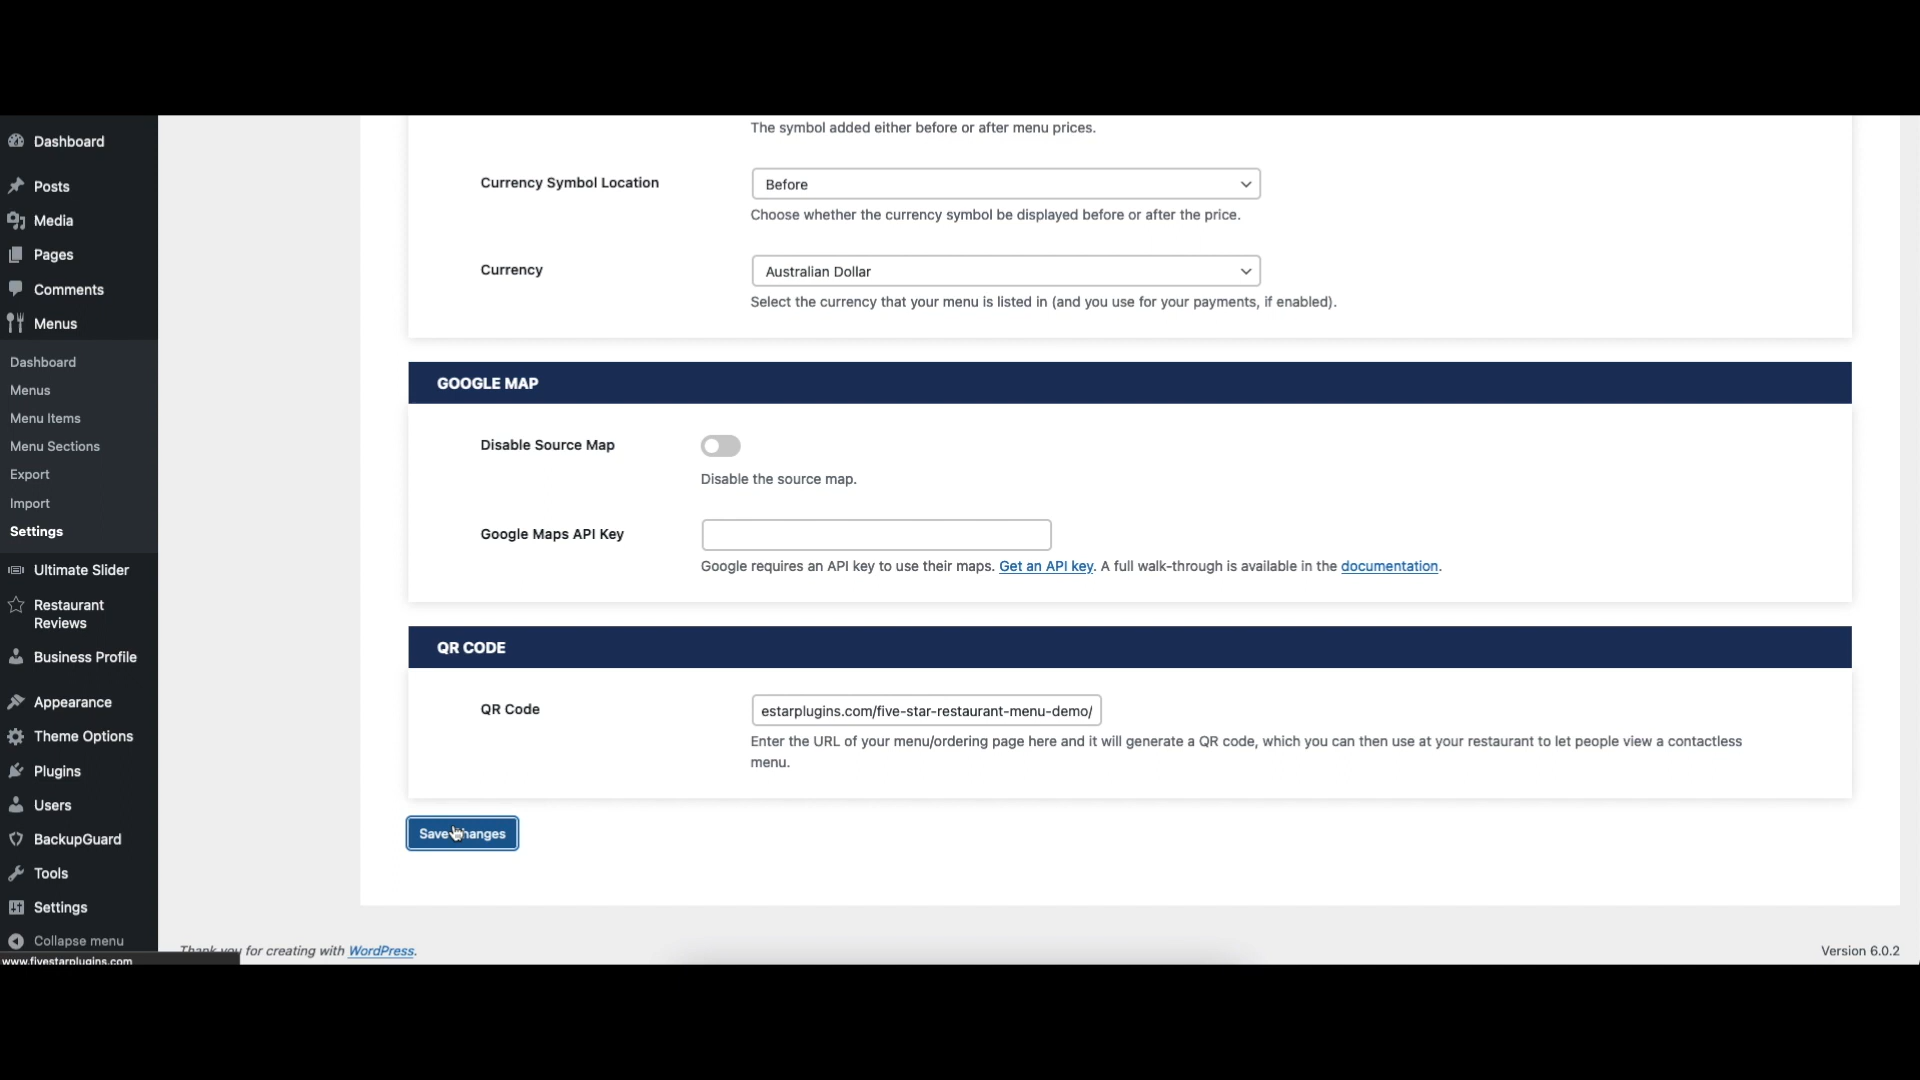 Dashboard
Posts
Media
Pages
Comments
Menus
Dashboard
Menus
Menu Items
Menu Sections
Export
Import
Settings
Ultimate Slider
Restaurant
Reviews
Business Profile
Appearance
Theme Options
Plugins
Users
BackupGuard
Tools
Settings
Collapse menu
www.fivestarplugins.com
The symbol added either before or after menu prices.
Currency Symbol Location
Before
Choose whether the currency symbol be displayed before or after the price.
Currency
Australian Dollar
Select the currency that your menu is listed in (and you use for your payments, if enabled).
GOOGLE MAP
Disable Source Map
Disable the source map.
Google Maps API Key
Google requires an API key to use their maps. Get an API key. A full walk-through is available in the documentation.
QR CODE
QR Code
estarplugins.com/five-star-restaurant-menu-demo/
Enter the URL of your menu/ordering page here and it will generate a QR code, which you can then use at your restaurant to let people view a contactless
menu.
Save Changes
Thank you for creating with WordPress.
Version 6.0.2